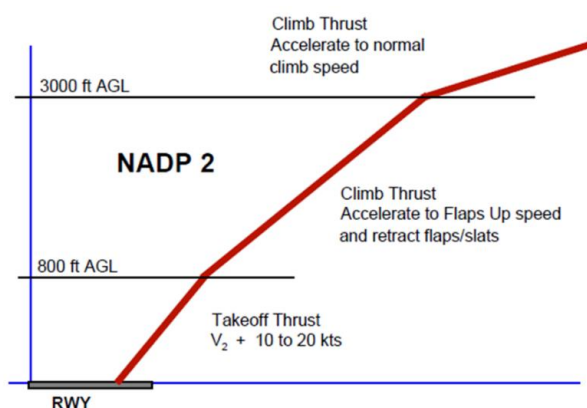 Climb Thrust
Accelerate to normal
climb speed
3000 ft AGL
NADP 2
Climb Thrust
Accelerate to Flaps Up speed
and retract flaps/slats
800 ft AGL
Takeoff Thrust
V₂ + 10 to 20 kts
RWY